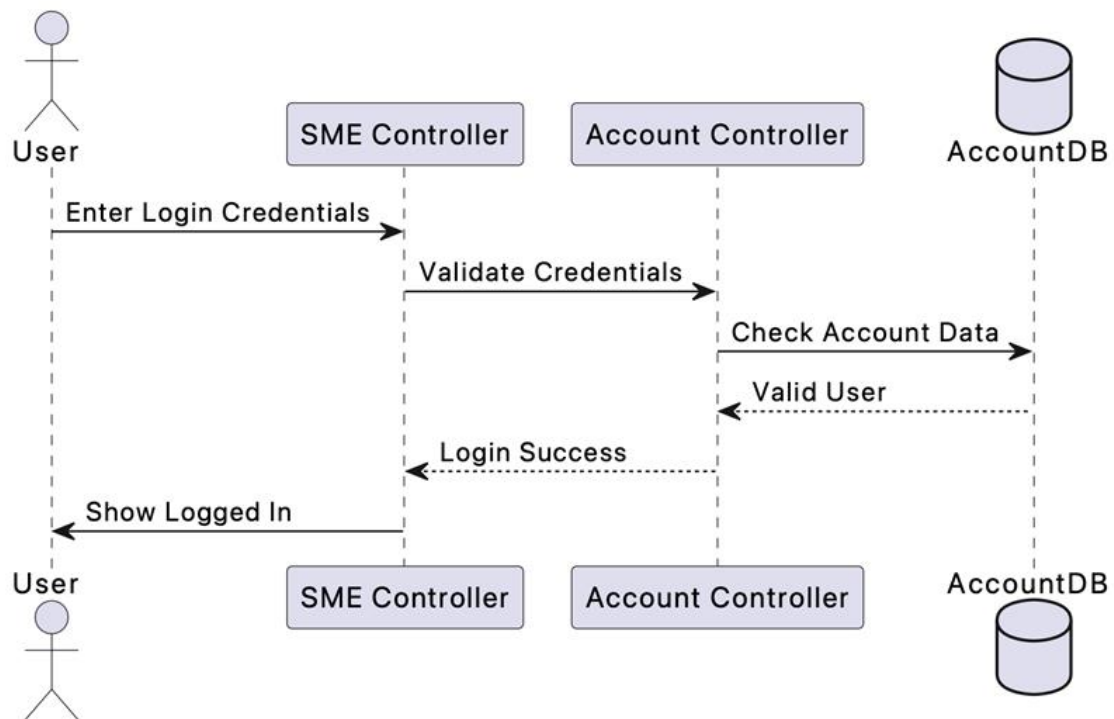 User
SME Controller
Account Controller
AccountDB
Enter Login Credentials
Validate Credentials
Check Account Data
Valid User
Login Success
Show Logged In
User
SME Controller
Account Controller
AccountDB